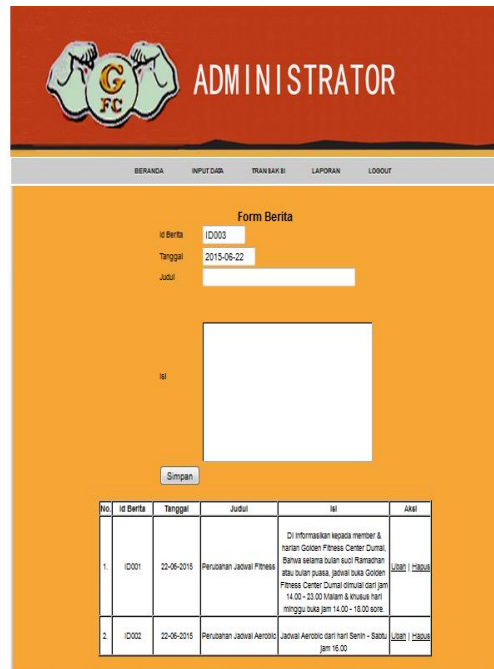 G
FC
ADMINISTRATOR
BERANDA INPUT DATA TRANSAKSI LAPORAN LOGOUT
Form Berita
Id Berita ID003
Tanggal 2015-06-22
Judul
Isi
Simpan
No. Id Berita Tanggal Judul Isi Aksi
1. ID001 22-06-2015 Perubahan Jadwal Fitness
Di Informasikan kepada member &
harian Golden Fitness Center Dumai,
Bahwa selama bulan suci Ramadhan
atau bulan puasa, jadwal buka Golden
Fitness Center Dumai dimulai dari jam
14.00 - 23.00 Malam & khusus hari
minggu buka jam 14.00 - 18.00 sore.
Ubah | Hapus
2. ID002 22-06-2015 Perubahan Jadwal Aerobic
Jadwal Aerobic dari hari Senin - Sabtu
jam 16.00
Ubah | Hapus